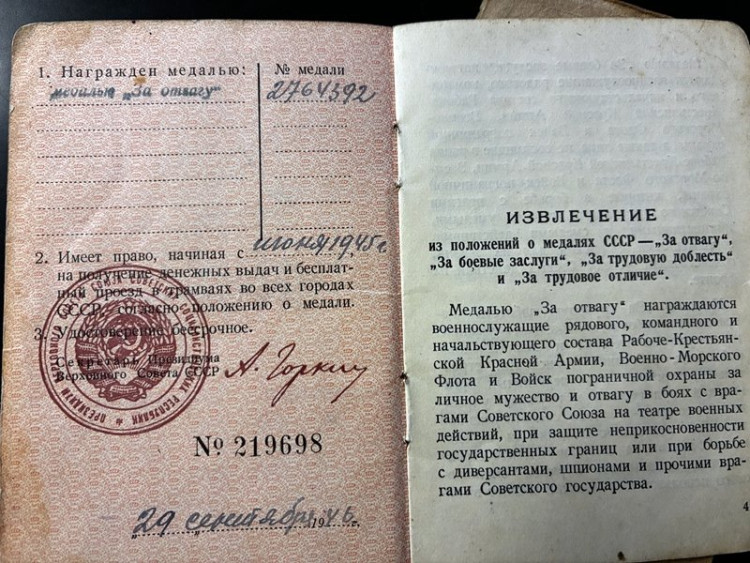 1. Награжден медалью:
медалью „За отвагу"
№ медали
2764392
2. Имеет право, начиная с июня 1945 г
на получение денежных выдач и бесплат-
ный проезд в трамваях во всех городах
СССР, согласно положению о медали.
3. Удостоверение бессрочное.
Секретарь Президиума
Верховного Совета СССР
А. Горкин
№ 219698
„29" сентября 1946 г.
ИЗВЛЕЧЕНИЕ
из положений о медалях СССР—„За отвагу",
„За боевые заслуги", „За трудовую доблесть"
и „За трудовое отличие".
Медалью „За отвагу" награждаются
военнослужащие рядового, командного и
начальствующего состава Рабоче-Крестьян-
ской Красной Армии, Военно-Морского
Флота и Войск пограничной охраны за
личное мужество и отвагу в боях с вра-
гами Советского Союза на театре военных
действий, при защите неприкосновенности
государственных границ или при борьбе
с диверсантами, шпионами и прочими вра-
гами Советского государства.
4